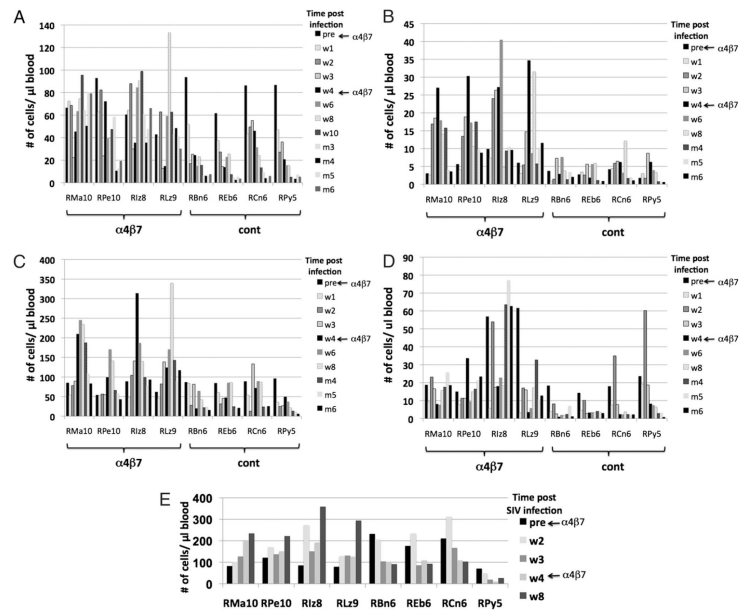 A
# of cells/ µl blood
140
120
100
80
60
40
20
0
RMa10 RPe10 RIz8 RLz9 RBn6 REb6 RCn6 RPy5
α4β7 cont
Time post
infection
pre ← α4β7
w1
w2
w3
w4 ← α4β7
w6
w8
w10
m3
m4
m5
m6
B
# of cells/ µl blood
45
40
35
30
25
20
15
10
5
0
RMa10 RPe10 RIz8 RLz9 RBn6 REb6 RCn6 RPy5
α4β7 cont
Time post
infection
pre ← α4β7
w1
w2
w3
w4 ← α4β7
w6
w8
m4
m5
m6
C
# of cells/ µl blood
400
350
300
250
200
150
100
50
0
RMa10 RPe10 RIz8 RLz9 RBn6 REb6 RCn6 RPy5
α4β7 cont
Time post
infection
pre ← α4β7
w1
w2
w3
w4 ← α4β7
w6
w8
m4
m5
m6
D
# of cells/ µl blood
90
80
70
60
50
40
30
20
10
0
RMa10 RPe10 RIz8 RLz9 RBn6 REb6 RCn6 RPy5
α4β7 cont
Time post
infection
pre ← α4β7
w1
w2
w3
w4 ← α4β7
w6
w8
m4
m5
m6
E
# of cells/ µl blood
400
300
200
100
0
RMa10 RPe10 RIz8 RLz9 RBn6 REb6 RCn6 RPy5
Time post
SIV infection
pre ← α4β7
w2
w3
w4 ← α4β7
w8